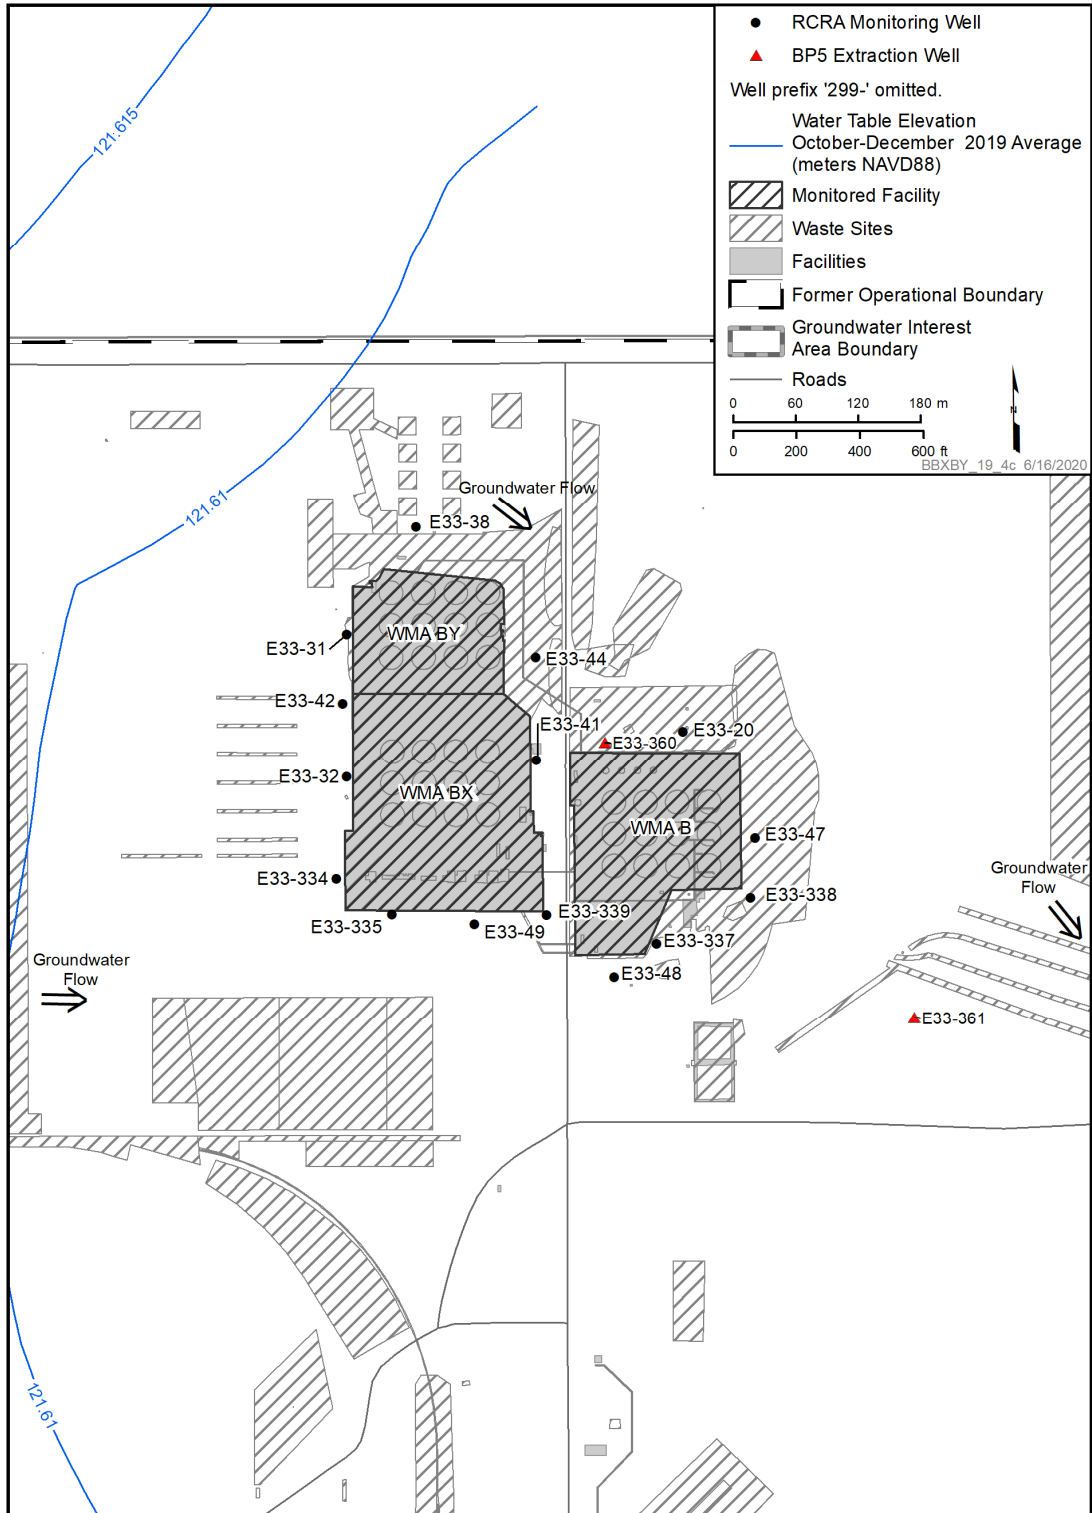 RCRA Monitoring Well
BP5 Extraction Well
Well prefix '299-' omitted.
Water Table Elevation
October-December 2019 Average
(meters NAVD88)
Monitored Facility
Waste Sites
Facilities
Former Operational Boundary
Groundwater Interest
Area Boundary
Roads
0 60 120 180 m
0 200 400 600 ft
N
BBXBY_19_4c 6/16/2020
121.615
121.61
Groundwater Flow
E33-38
WMA BY
E33-31
E33-44
E33-42
E33-41
E33-20
E33-360
E33-32
WMA BX
WMA B
E33-47
E33-334
E33-338
Groundwater
Flow
E33-335
E33-49
E33-339
E33-337
E33-48
Groundwater
Flow
E33-361
121.61